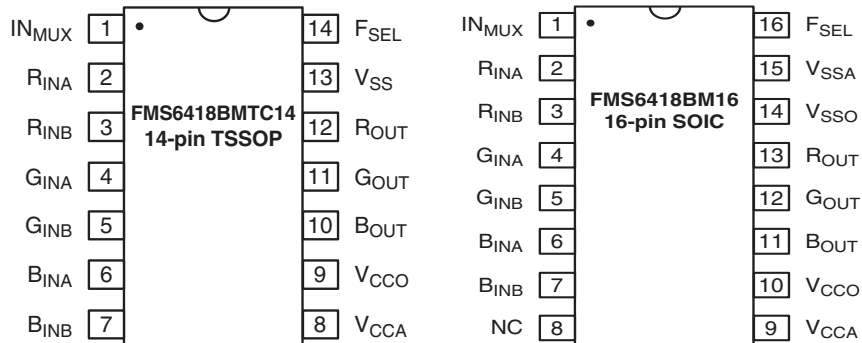 IN_MUX 1 14 F_SEL
R_INA 2 13 V_SS
R_INB 3 12 R_OUT
G_INA 4 11 G_OUT
G_INB 5 10 B_OUT
B_INA 6 9 V_CCO
B_INB 7 8 V_CCA
FMS6418BMTC14
14-pin TSSOP
IN_MUX 1 16 F_SEL
R_INA 2 15 V_SSA
R_INB 3 14 V_SSO
G_INA 4 13 R_OUT
G_INB 5 12 G_OUT
B_INA 6 11 B_OUT
B_INB 7 10 V_CCO
NC 8 9 V_CCA
FMS6418BM16
16-pin SOIC